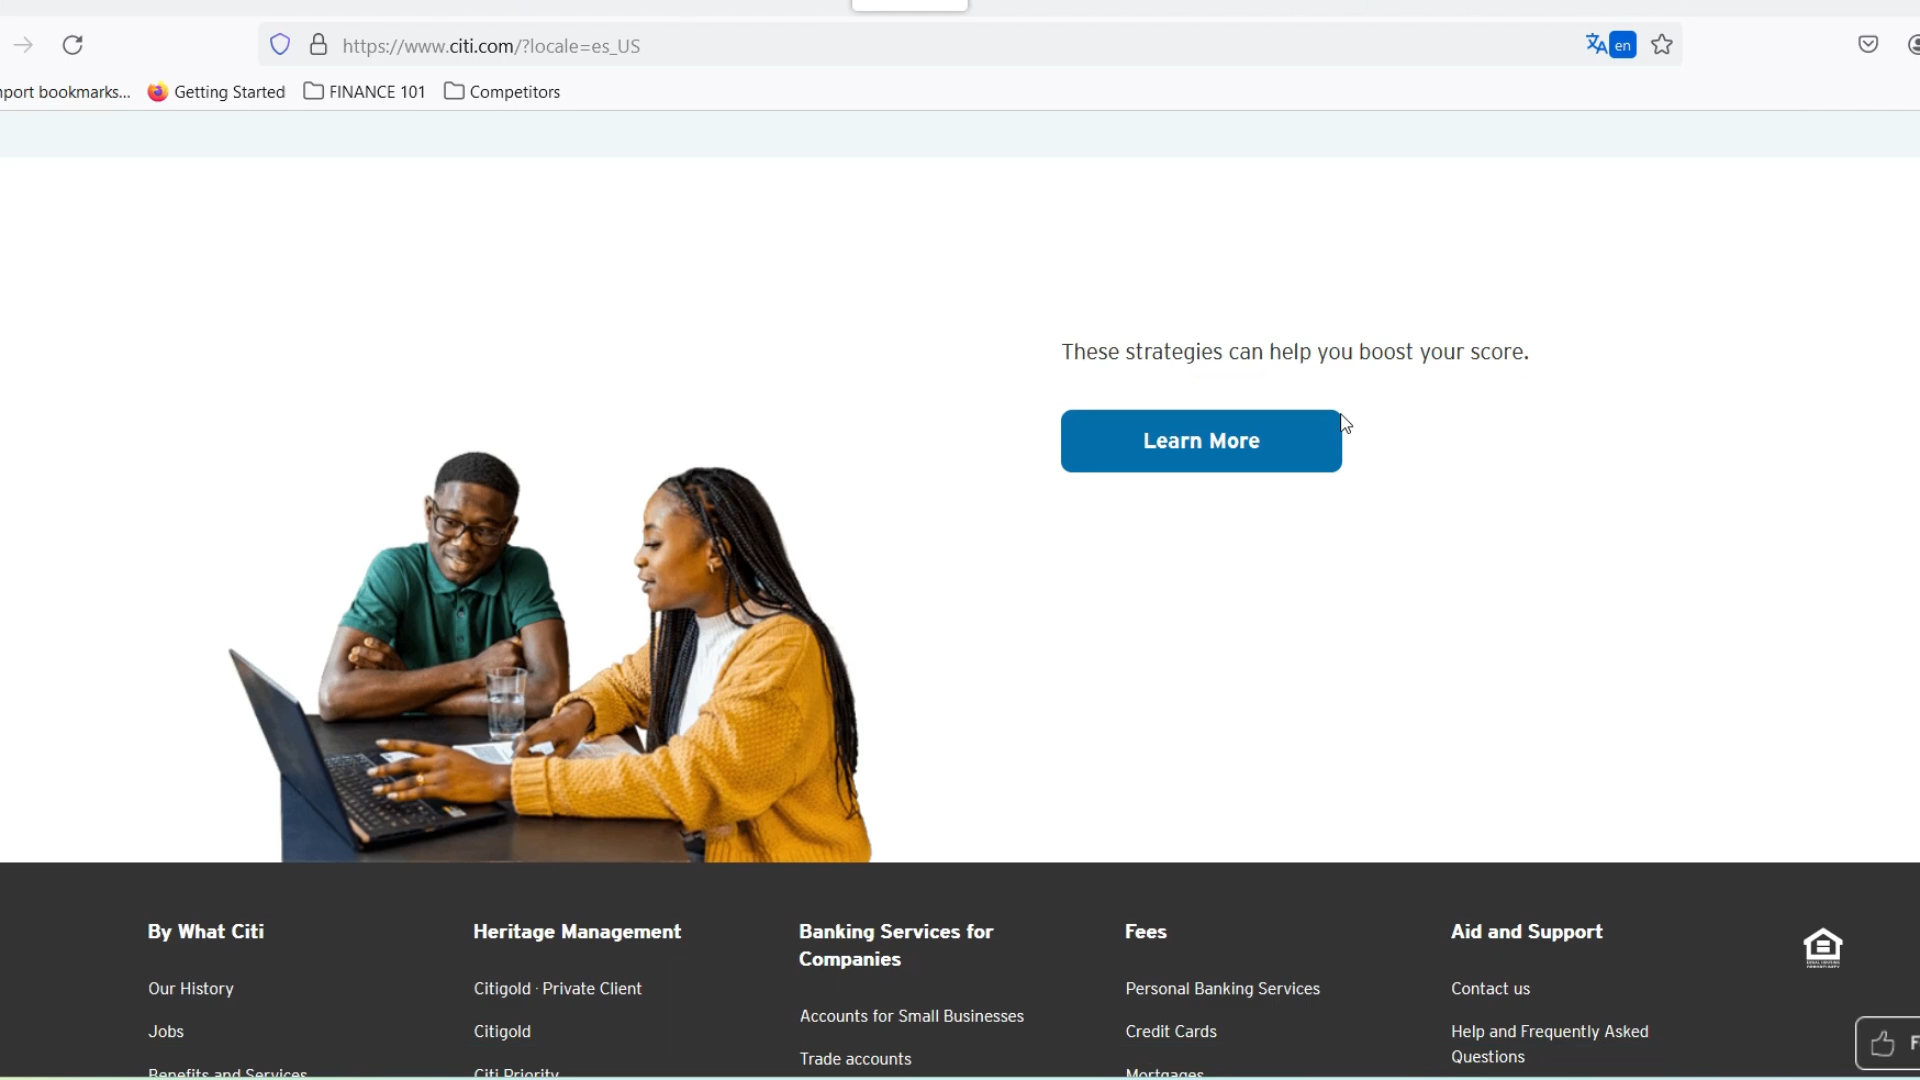 https://www.citi.com/?locale=es_US
en
port bookmarks...
Getting Started
FINANCE 101
Competitors
These strategies can help you boost your score.
Learn More
By What Citi
Our History
Jobs
Benefits and Services
Heritage Management
Citigold · Private Client
Citigold
Citi Priority
Banking Services for
Companies
Accounts for Small Businesses
Trade accounts
Fees
Personal Banking Services
Credit Cards
Mortgages
Aid and Support
Contact us
Help and Frequently Asked
Questions